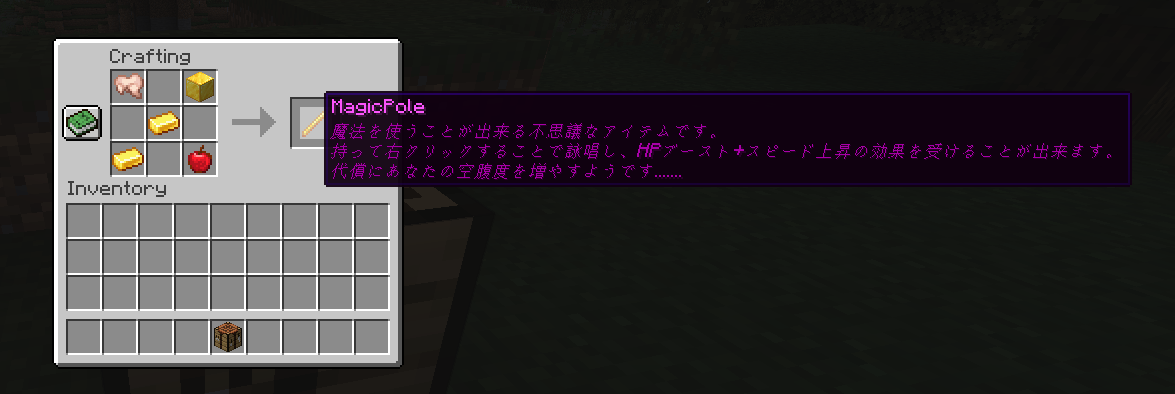 Crafting
MagicPole
魔法を使うことが出来る不思議なアイテムです。
持って右クリックすることで詠唱し、HPブースト+スピード上昇の効果を受けることが出来ます。
代償にあなたの空腹度を増やすようです.......
Inventory